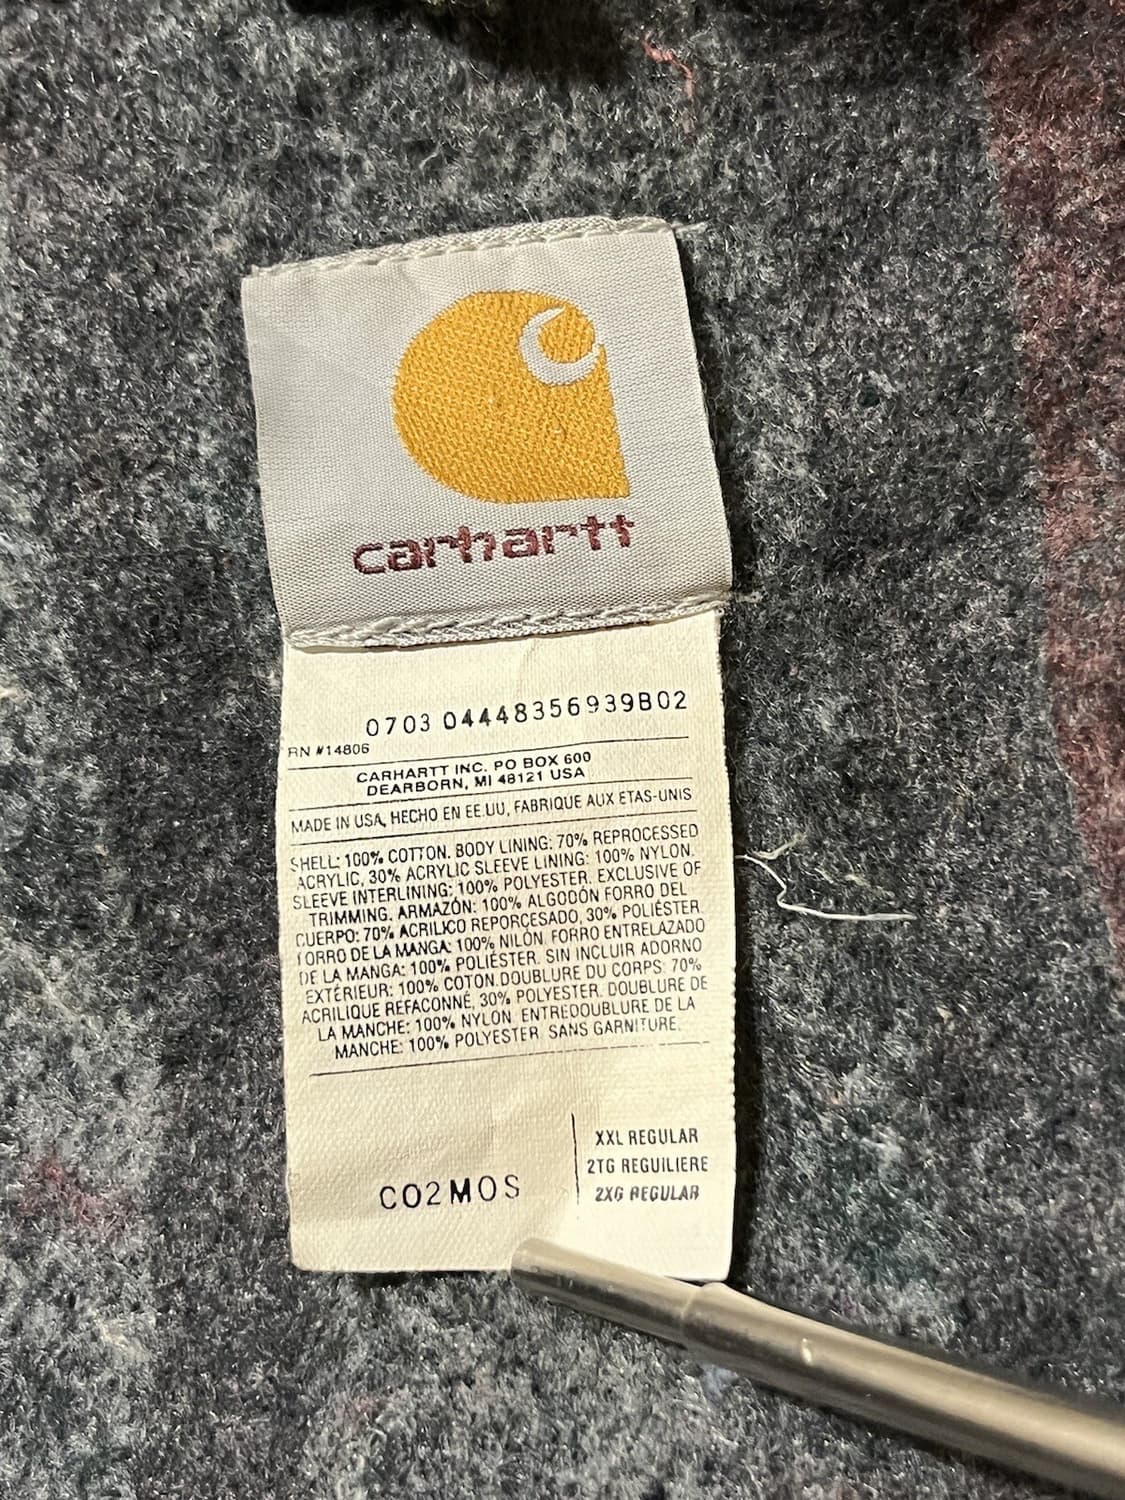 carhartt
0703 04448356939B02
RN #14806
CARHARTT INC. PO BOX 600
DEARBORN, MI 48121 USA
MADE IN USA, HECHO EN EE.UU, FABRIQUE AUX ETAS-UNIS
SHELL: 100% COTTON. BODY LINING: 70% REPROCESSED
ACRYLIC, 30% ACRYLIC SLEEVE LINING: 100% NYLON.
SLEEVE INTERLINING: 100% POLYESTER. EXCLUSIVE OF
TRIMMING. ARMAZÓN: 100% ALGODÓN FORRO DEL
CUERPO: 70% ACRILICO REPORCESADO, 30% POLIÉSTER.
FORRO DE LA MANGA: 100% NILÓN. FORRO ENTRELAZADO
DE LA MANGA: 100% POLIÉSTER. SIN INCLUIR ADORNO
EXTÉRIEUR: 100% COTON.DOUBLURE DU CORPS: 70%
ACRILIQUE REFACONNÉ, 30% POLYESTER. DOUBLURE DE
LA MANCHE: 100% NYLON. ENTREDOUBLURE DE LA
MANCHE: 100% POLYESTER. SANS GARNITURE.
XXL REGULAR
2TG REGUILIERE
2XG REGULAR
C02MOS